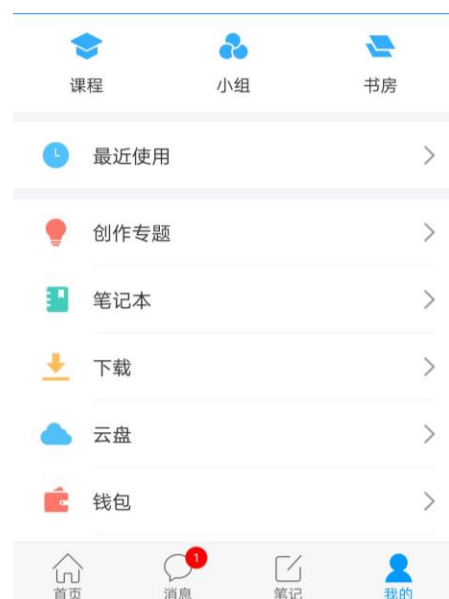 课程 小组 书房
最近使用
创作专题
笔记本
下载
云盘
钱包
1
首页 消息 笔记 我的